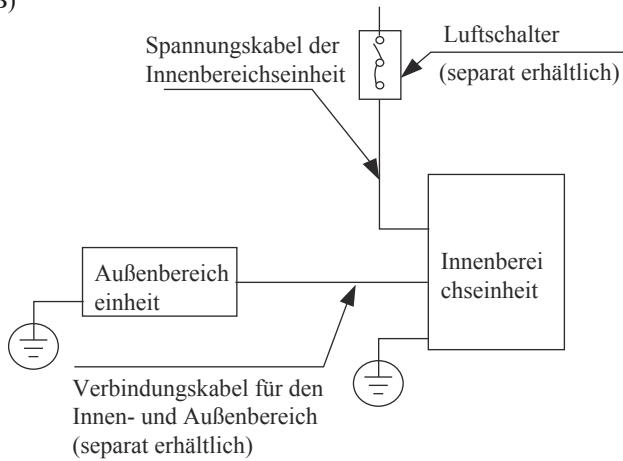 Spannungskabel der
Innenbereichseinheit
Luftschalter
(separat erhältlich)
Außenbereich
einheit
Innenberei
chseinheit
Verbindungskabel für den
Innen- und Außenbereich
(separat erhältlich)